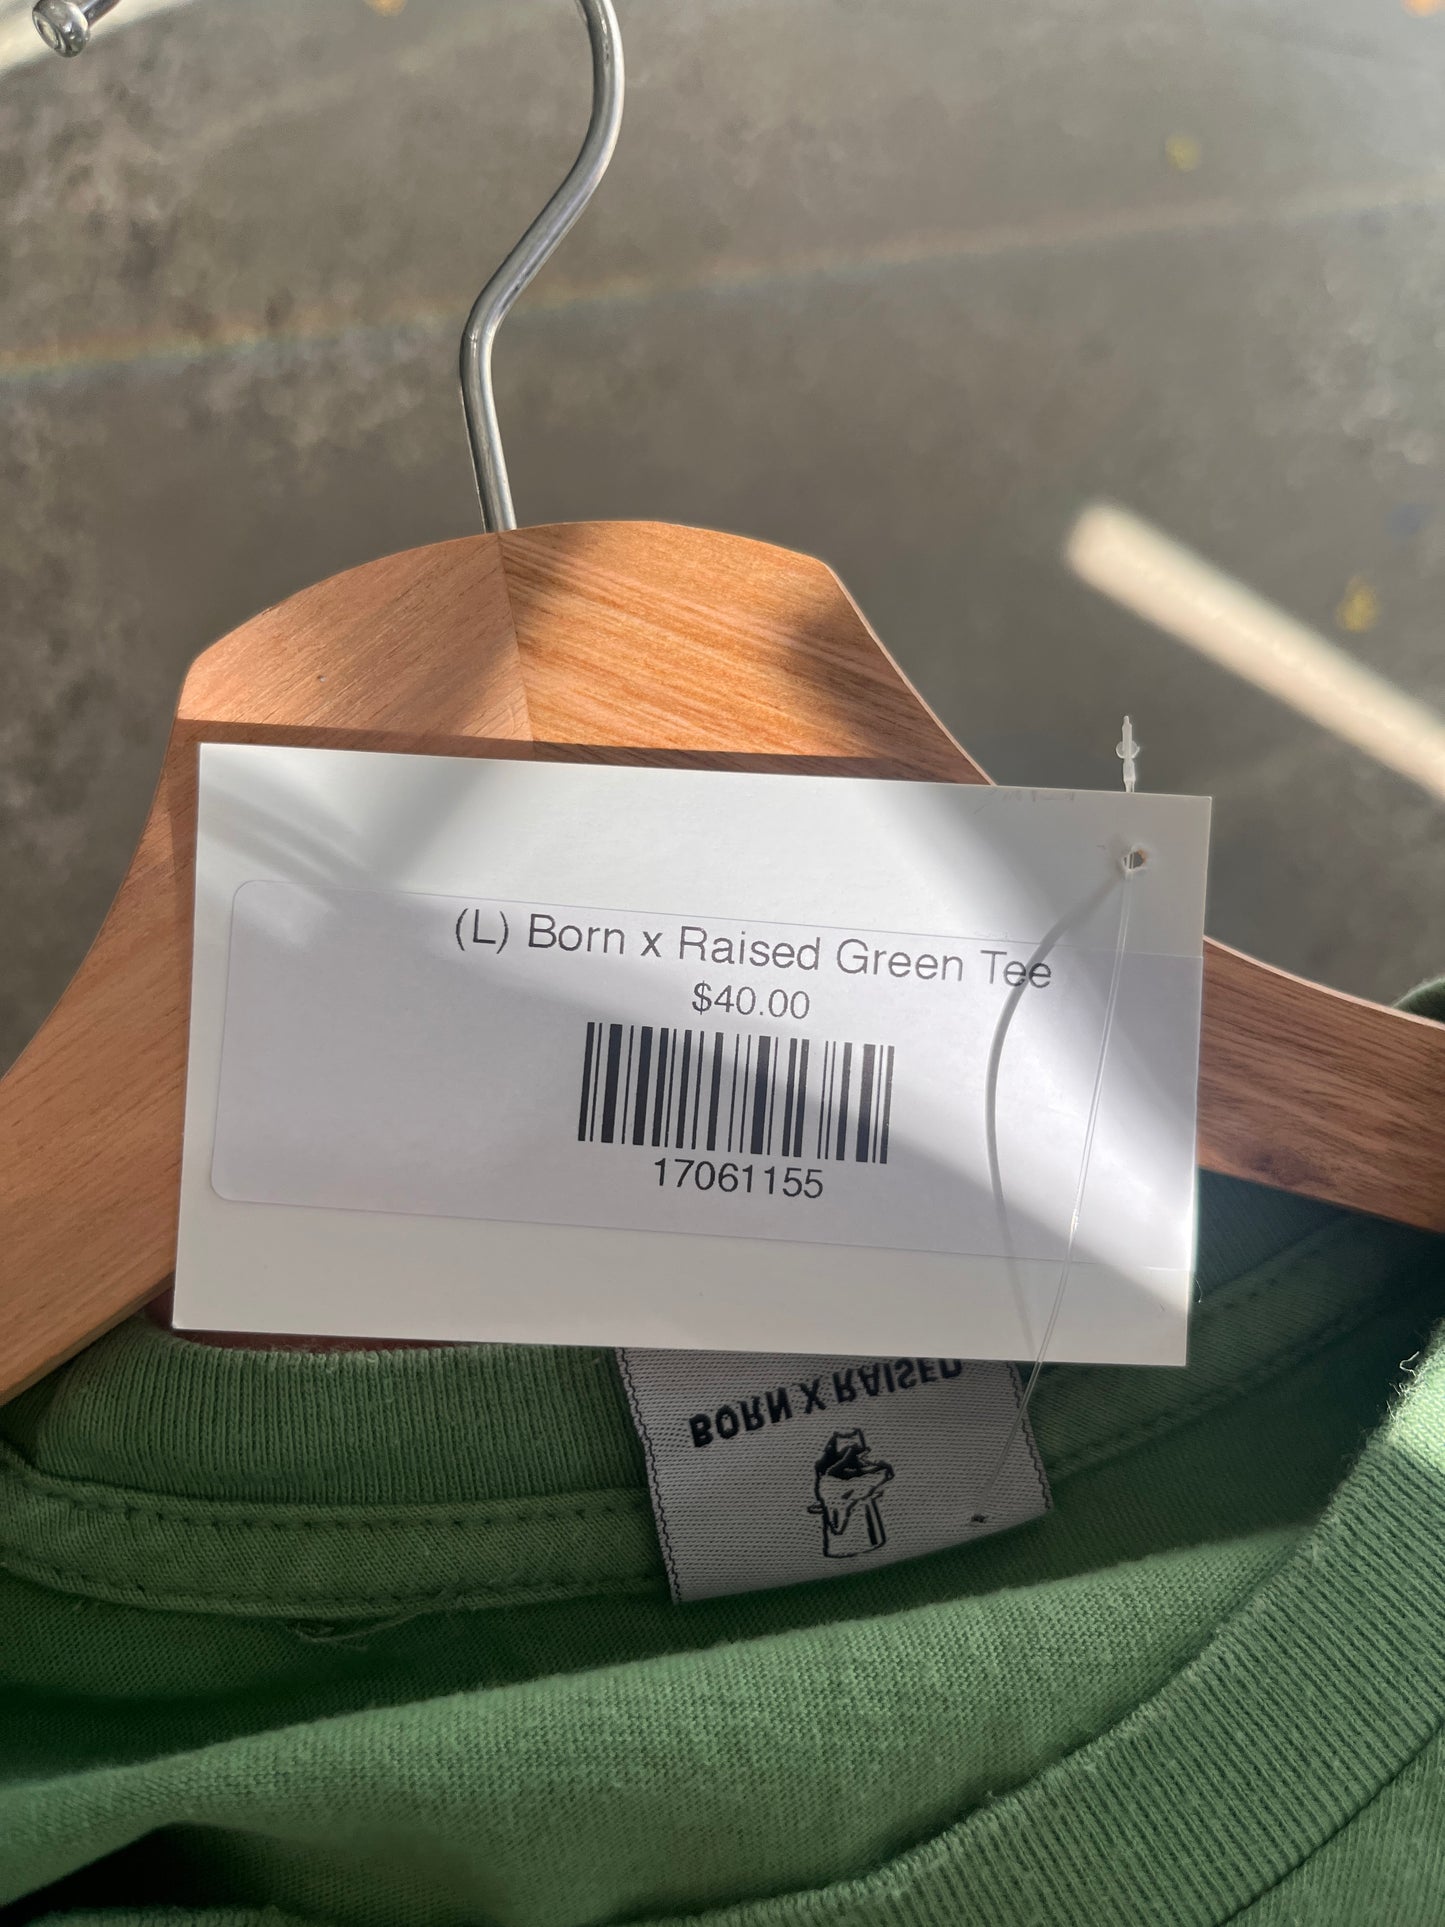 (L) Born x Raised Green Tee
$40.00
17061155
BORN X RAISED